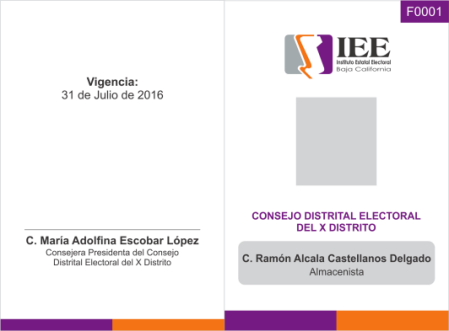 Vigencia:
31 de Julio de 2016
C. María Adolfina Escobar López
Consejera Presidenta del Consejo
Distrital Electoral del X Distrito
F0001
IEE
Instituto Estatal Electoral
Baja California
CONSEJO DISTRITAL ELECTORAL
DEL X DISTRITO
C. Ramón Alcala Castellanos Delgado
Almacenista